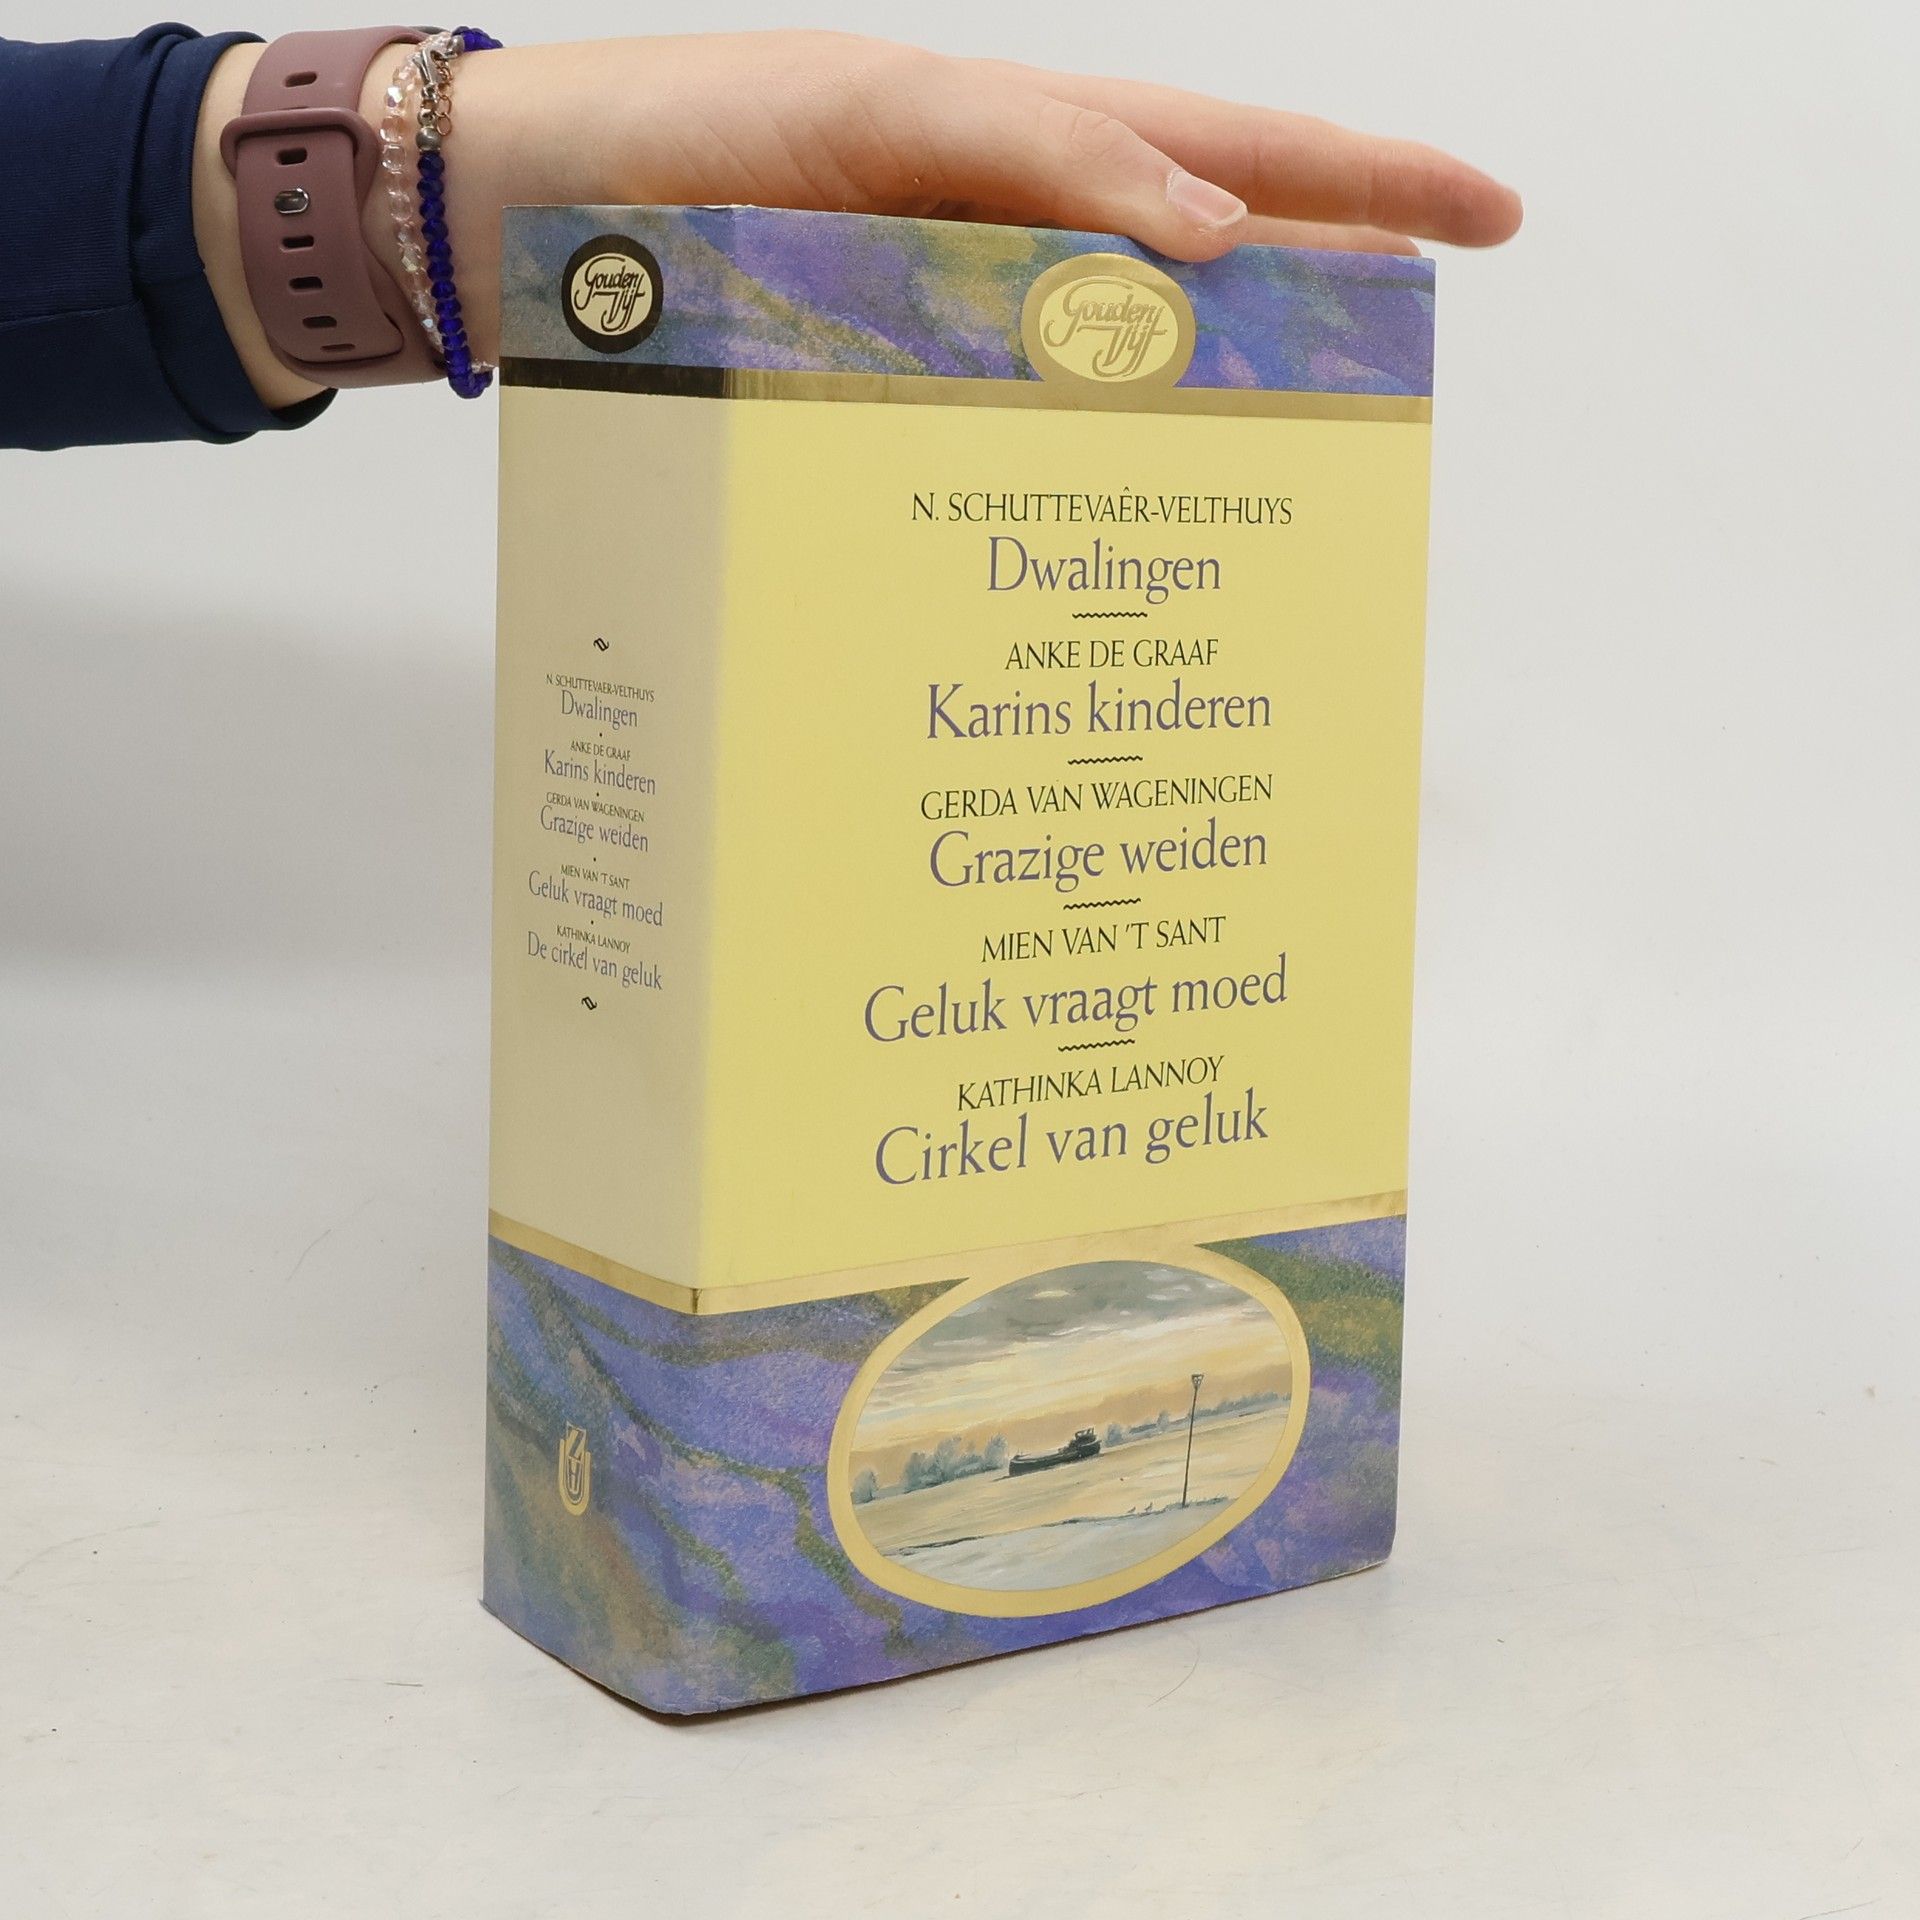 Gouden
Vijf
N. SCHUTTEVAER-VELTHUYS
Dwalingen
ANKE DE GRAAF
Karins kinderen
GERDA VAN WAGENINGEN
Grazige weiden
MIEN VAN 'T SANT
Geluk vraagt moed
KATHINKA LANNOY
De cirkel van geluk
Gouden
Vijf
N. SCHUTTEVAÊR-VELTHUYS
Dwalingen
ANKE DE GRAAF
Karins kinderen
GERDA VAN WAGENINGEN
Grazige weiden
MIEN VAN 'T SANT
Geluk vraagt moed
KATHINKA LANNOY
Cirkel van geluk